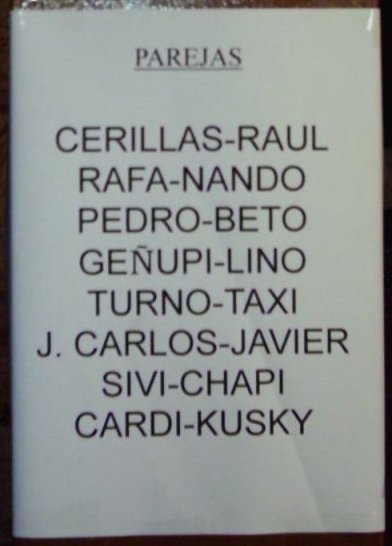 PAREJAS
CERILLAS-RAUL
RAFA-NANDO
PEDRO-BETO
GEÑUPI-LINO
TURNO-TAXI
J. CARLOS-JAVIER
SIVI-CHAPI
CARDI-KUSKY